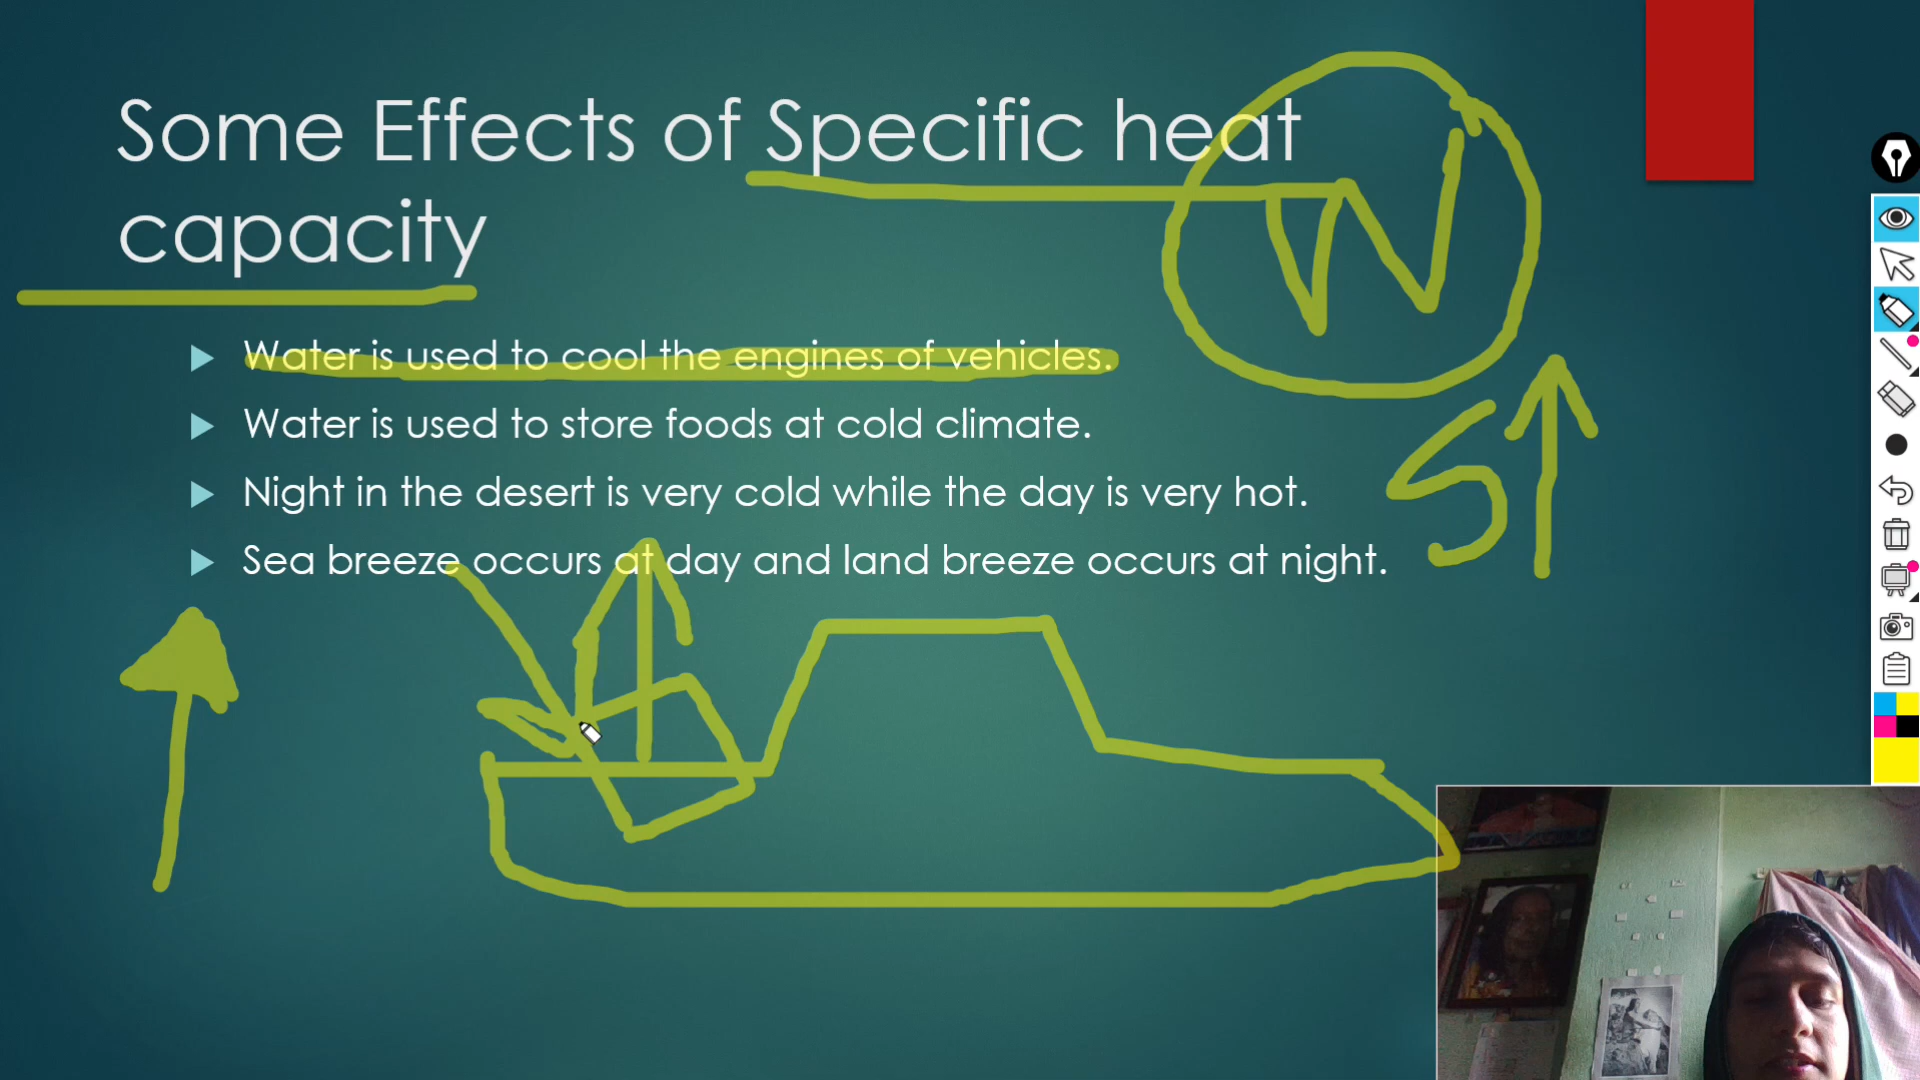 Some Effects of Specific heat
capacity
W
Water is used to cool the engines of vehicles.
Water is used to store foods at cold climate.
S
Night in the desert is very cold while the day is very hot.
Sea breeze occurs at day and land breeze occurs at night.